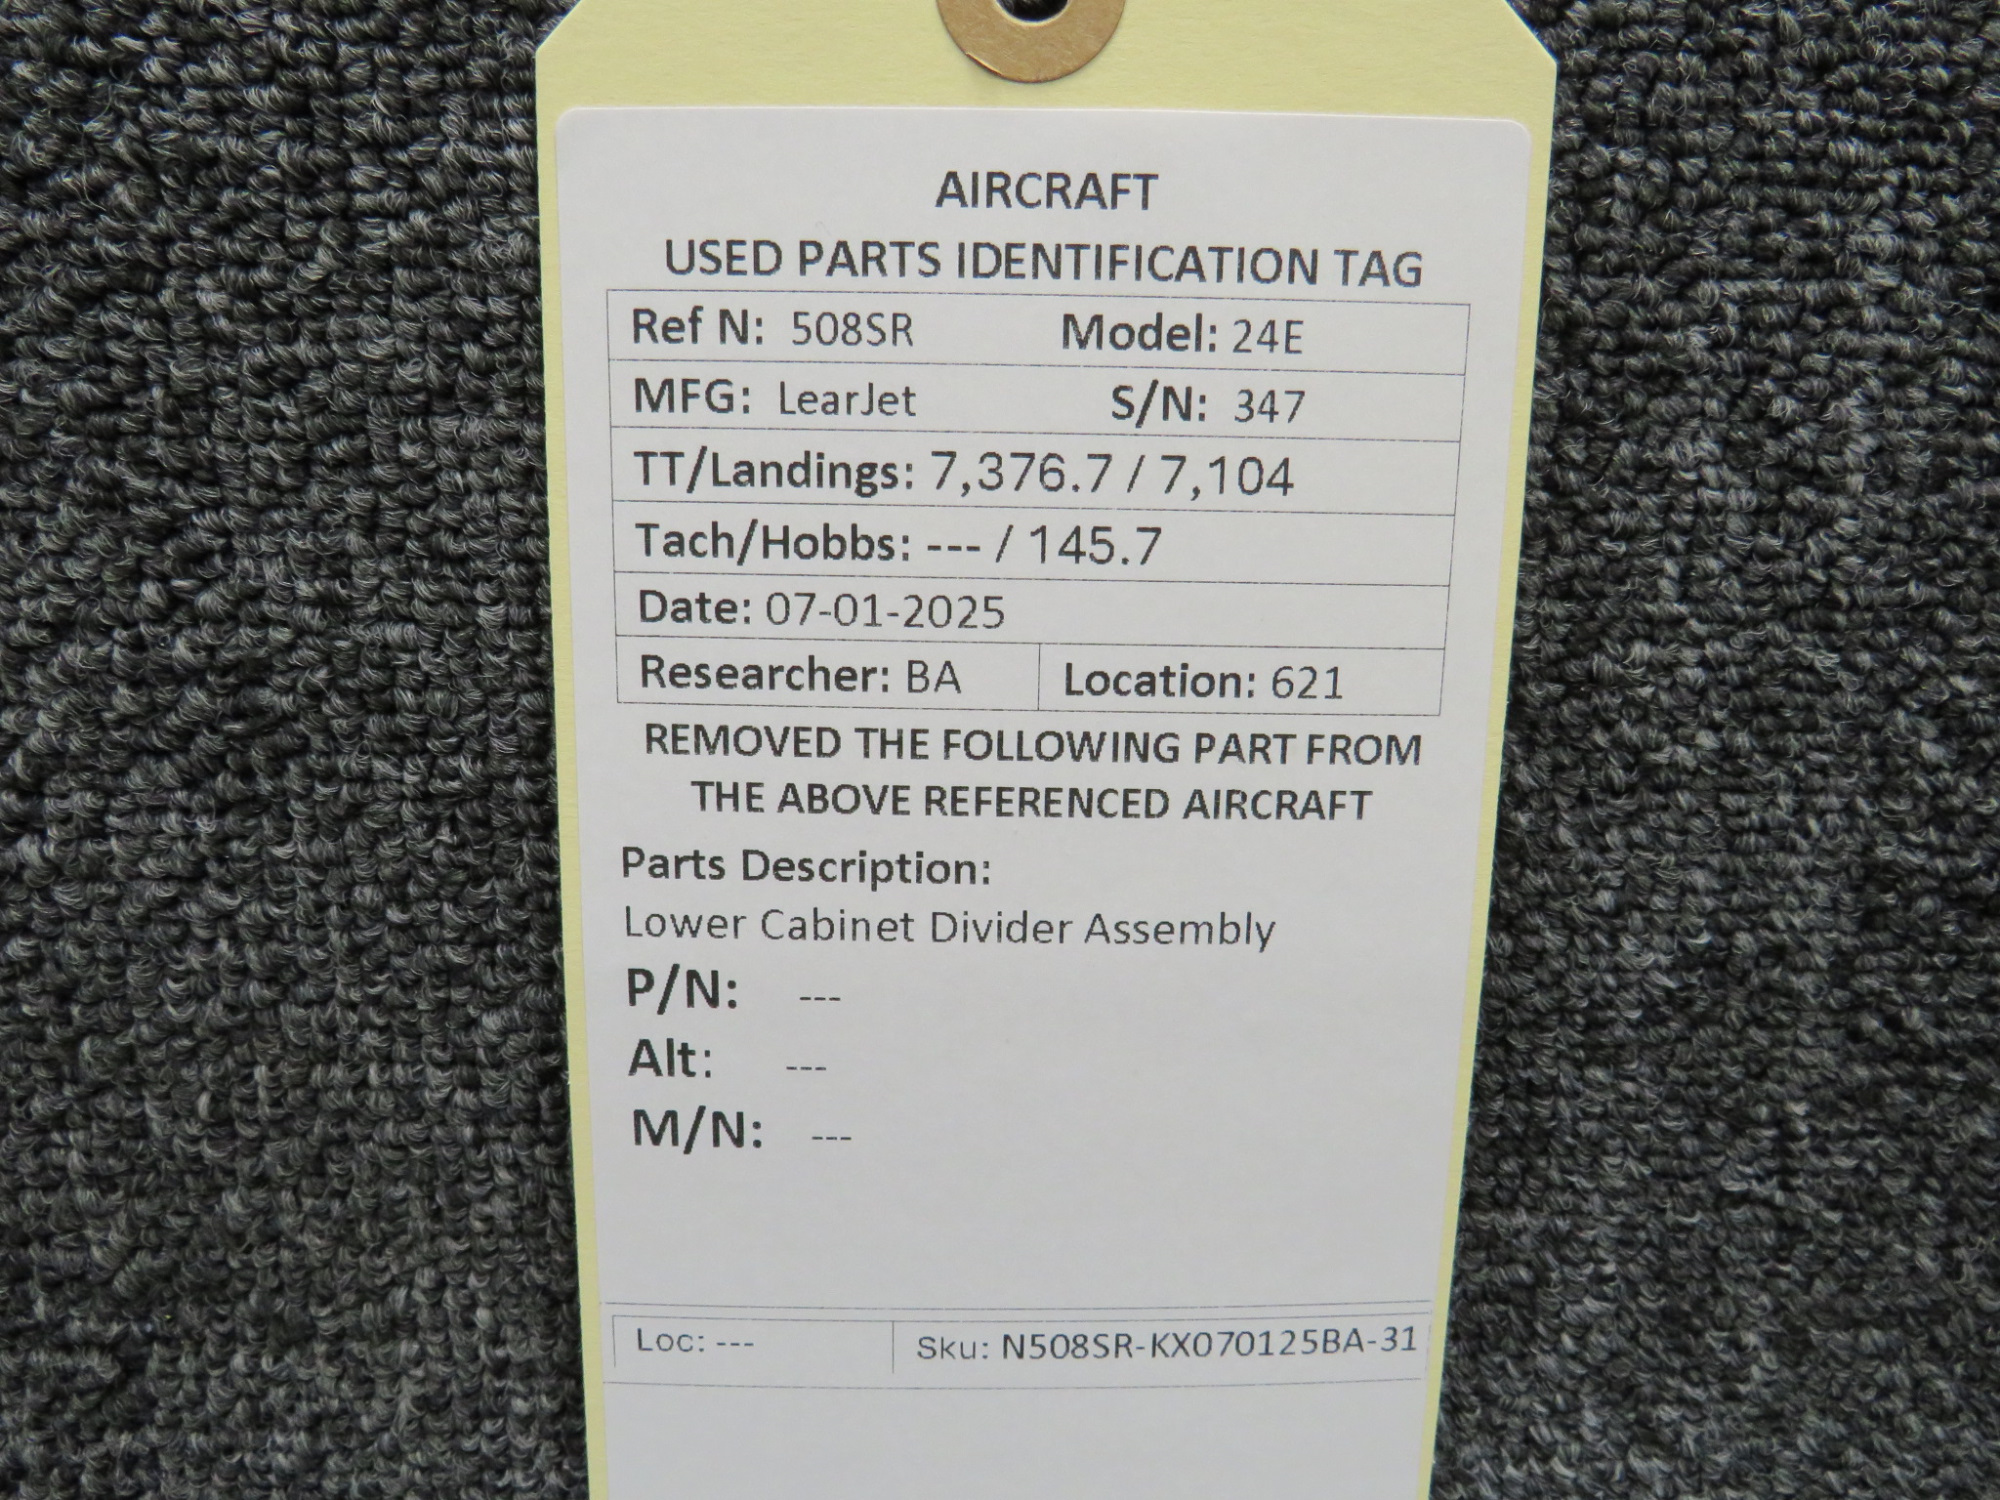 AIRCRAFT
USED PARTS IDENTIFICATION TAG
Ref N: 508SR Model: 24E
MFG: LearJet S/N: 347
TT/Landings: 7,376.7 / 7,104
Tach/Hobbs: --- / 145.7
Date: 07-01-2025
Researcher: BA Location: 621
REMOVED THE FOLLOWING PART FROM
THE ABOVE REFERENCED AIRCRAFT
Parts Description:
Lower Cabinet Divider Assembly
P/N: ---
Alt: ---
M/N: ---
Loc: --- Sku: N508SR-KX070125BA-31